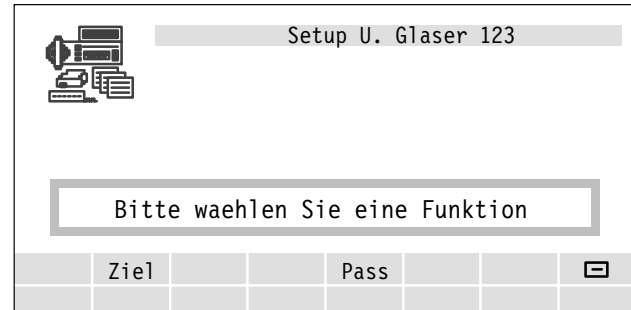 Setup U. Glaser 123
Bitte waehlen Sie eine Funktion
Ziel Pass